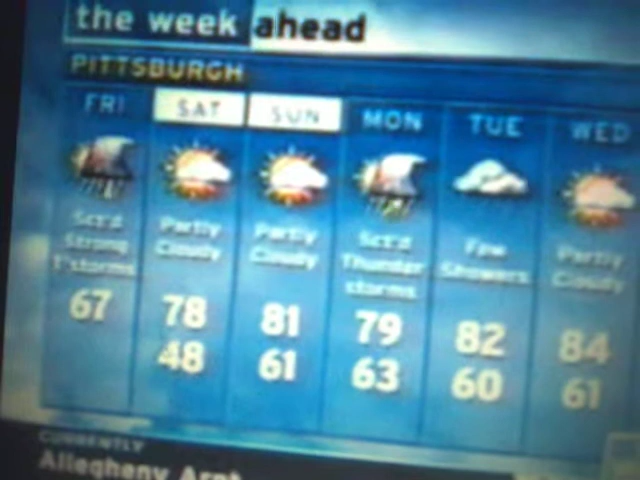 the week ahead
PITTSBURGH
FRI SAT SUN MON TUE WED
Sct'd Strong T'storms
Partly Cloudy
Partly Cloudy
Sct'd Thunder storms
Few Showers
Partly Cloudy
67 78 81 79 82 84
48 61 63 60 61
CURRENTLY
Allegheny Arpt